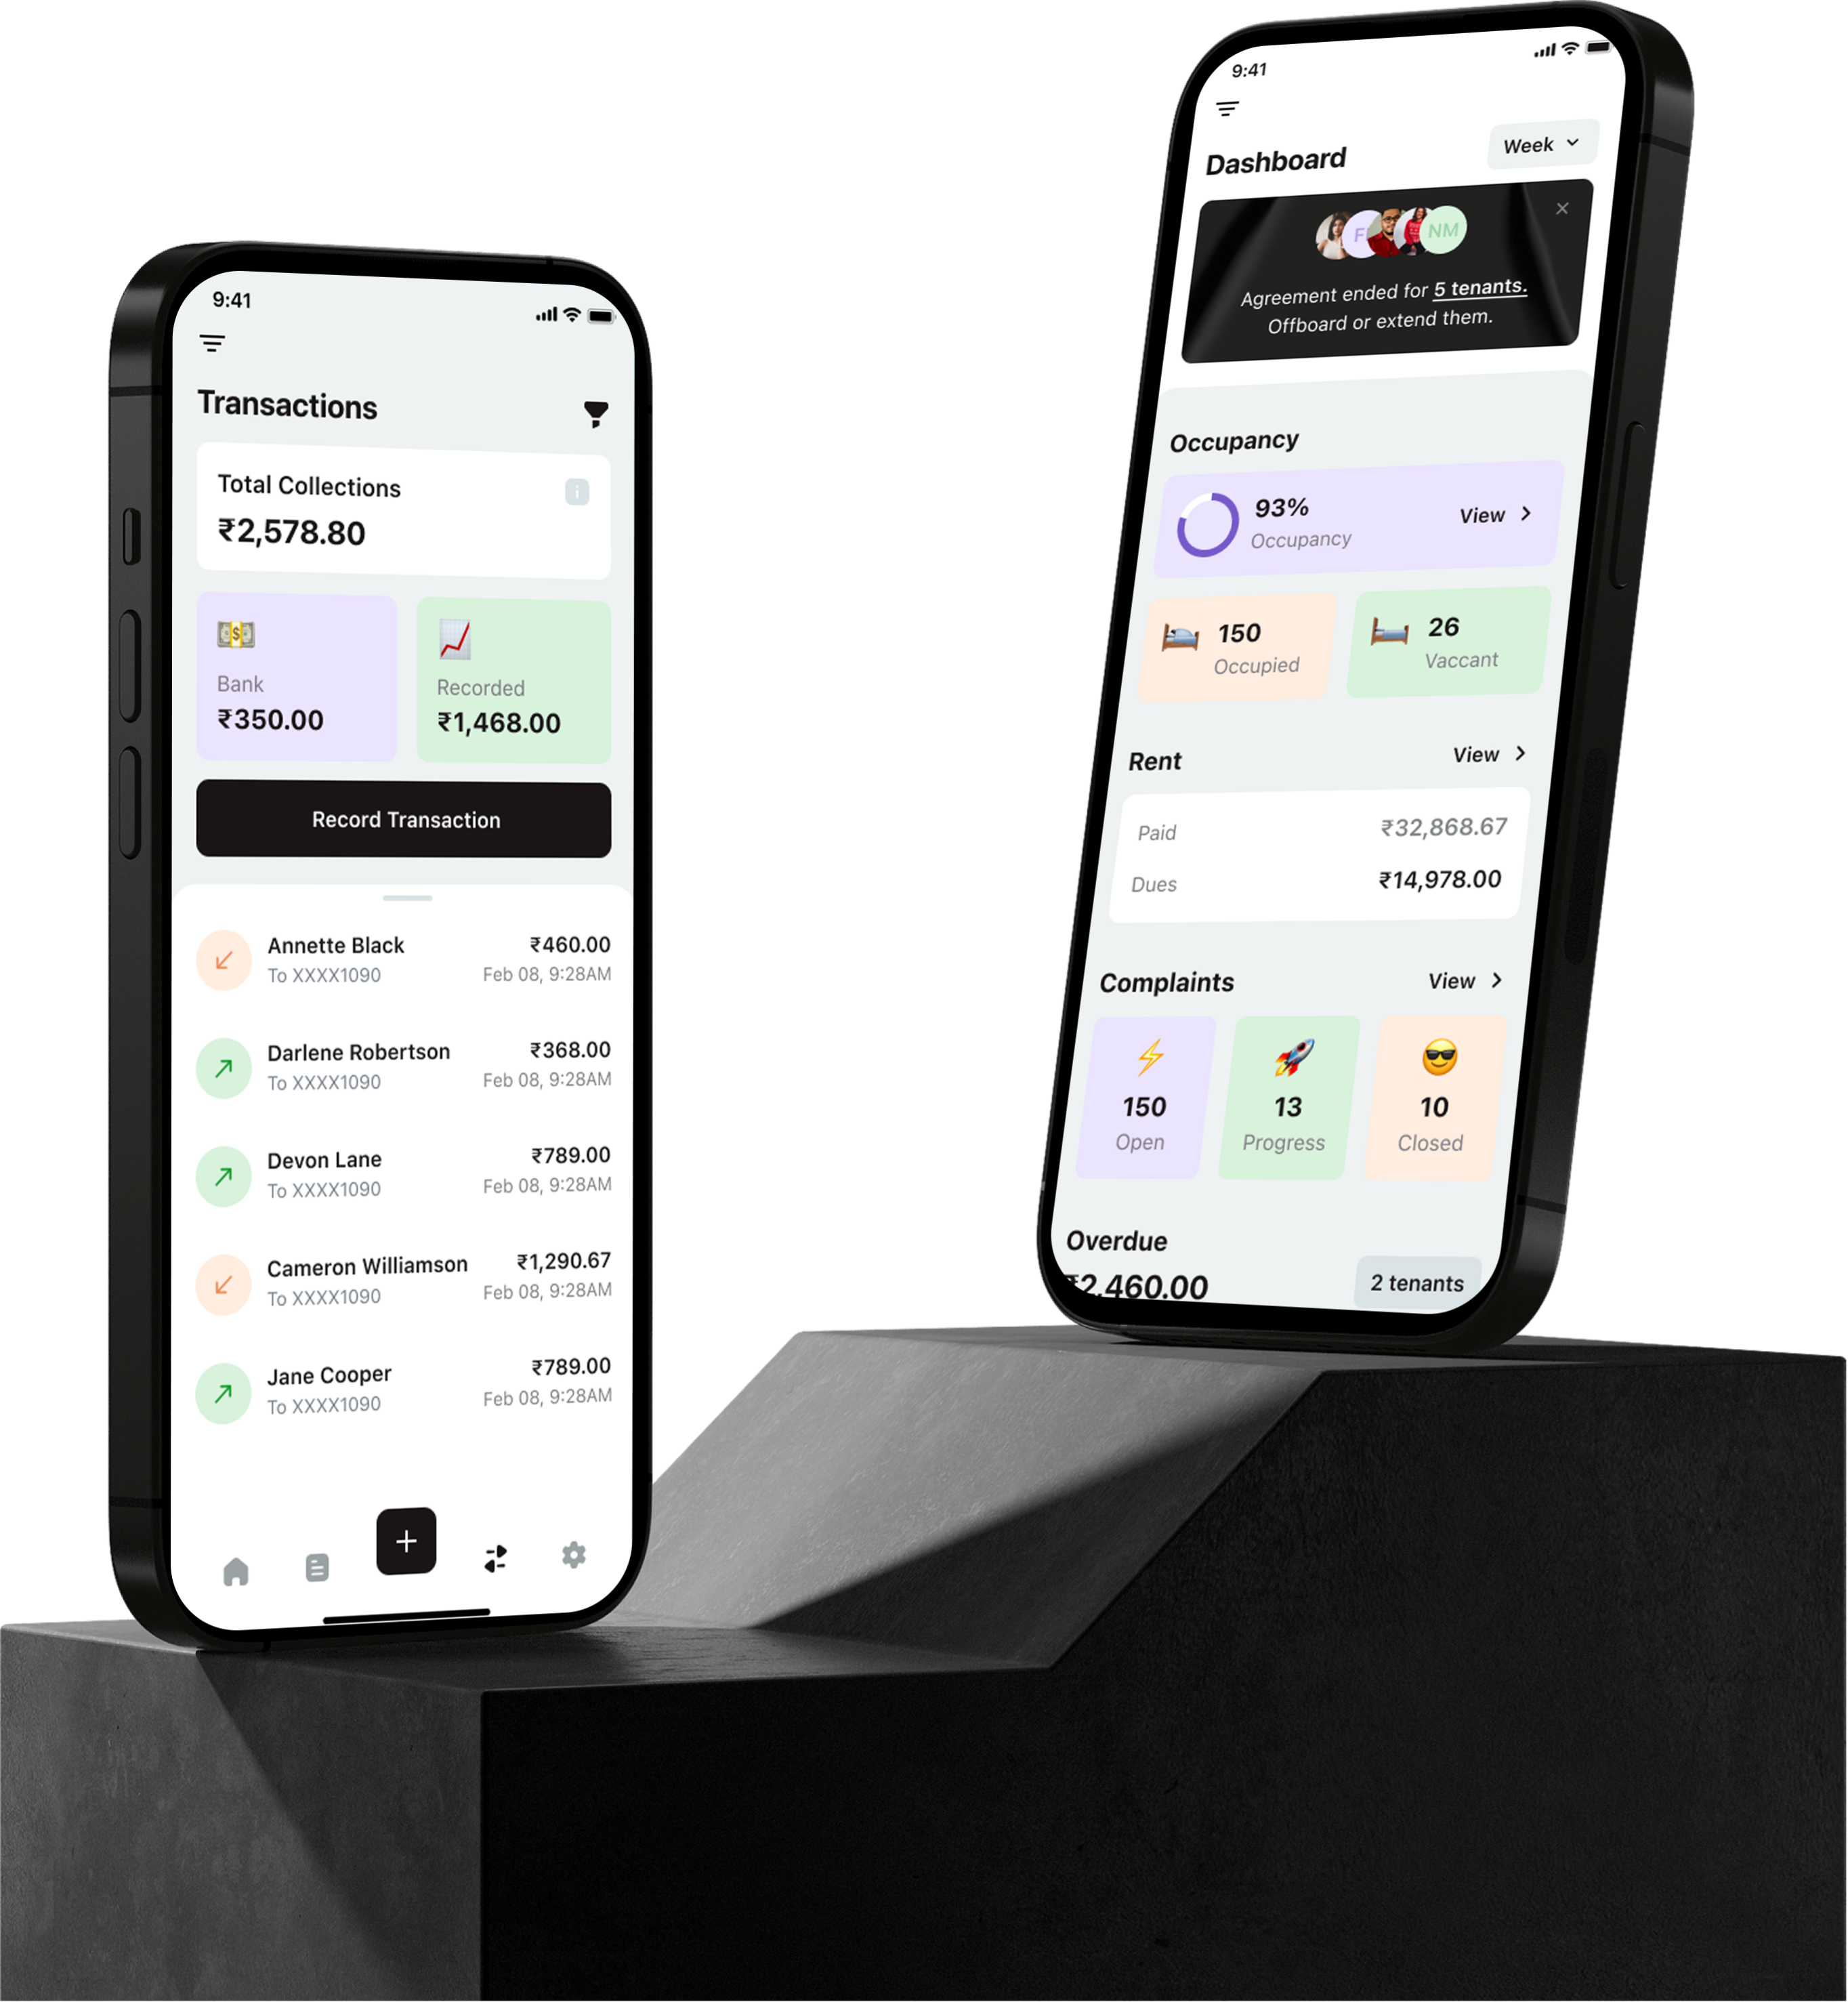 9:41
Transactions
Total Collections
₹2,578.80
Bank
₹350.00
Recorded
₹1,468.00
Record Transaction
Annette Black
₹460.00
To XXXX1090
Feb 08, 9:28AM
Darlene Robertson
₹368.00
To XXXX1090
Feb 08, 9:28AM
Devon Lane
₹789.00
To XXXX1090
Feb 08, 9:28AM
Cameron Williamson
₹1,290.67
To XXXX1090
Feb 08, 9:28AM
Jane Cooper
₹789.00
To XXXX1090
Feb 08, 9:28AM
9:41
Dashboard
Week
NM
Agreement ended for 5 tenants.
Offboard or extend them.
Occupancy
93%
Occupancy
View
150
Occupied
26
Vaccant
Rent
View
Paid
₹32,868.67
Dues
₹14,978.00
Complaints
View
150
Open
13
Progress
10
Closed
Overdue
₹2,460.00
2 tenants